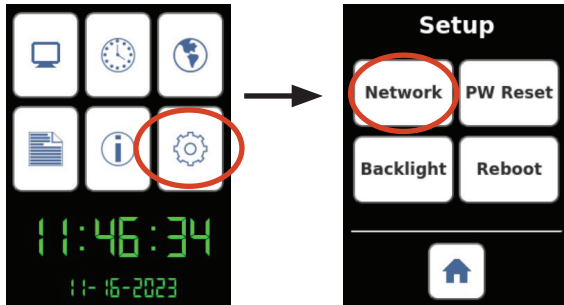 11:46:34
11-16-2023
Setup
Network PW Reset
Backlight Reboot